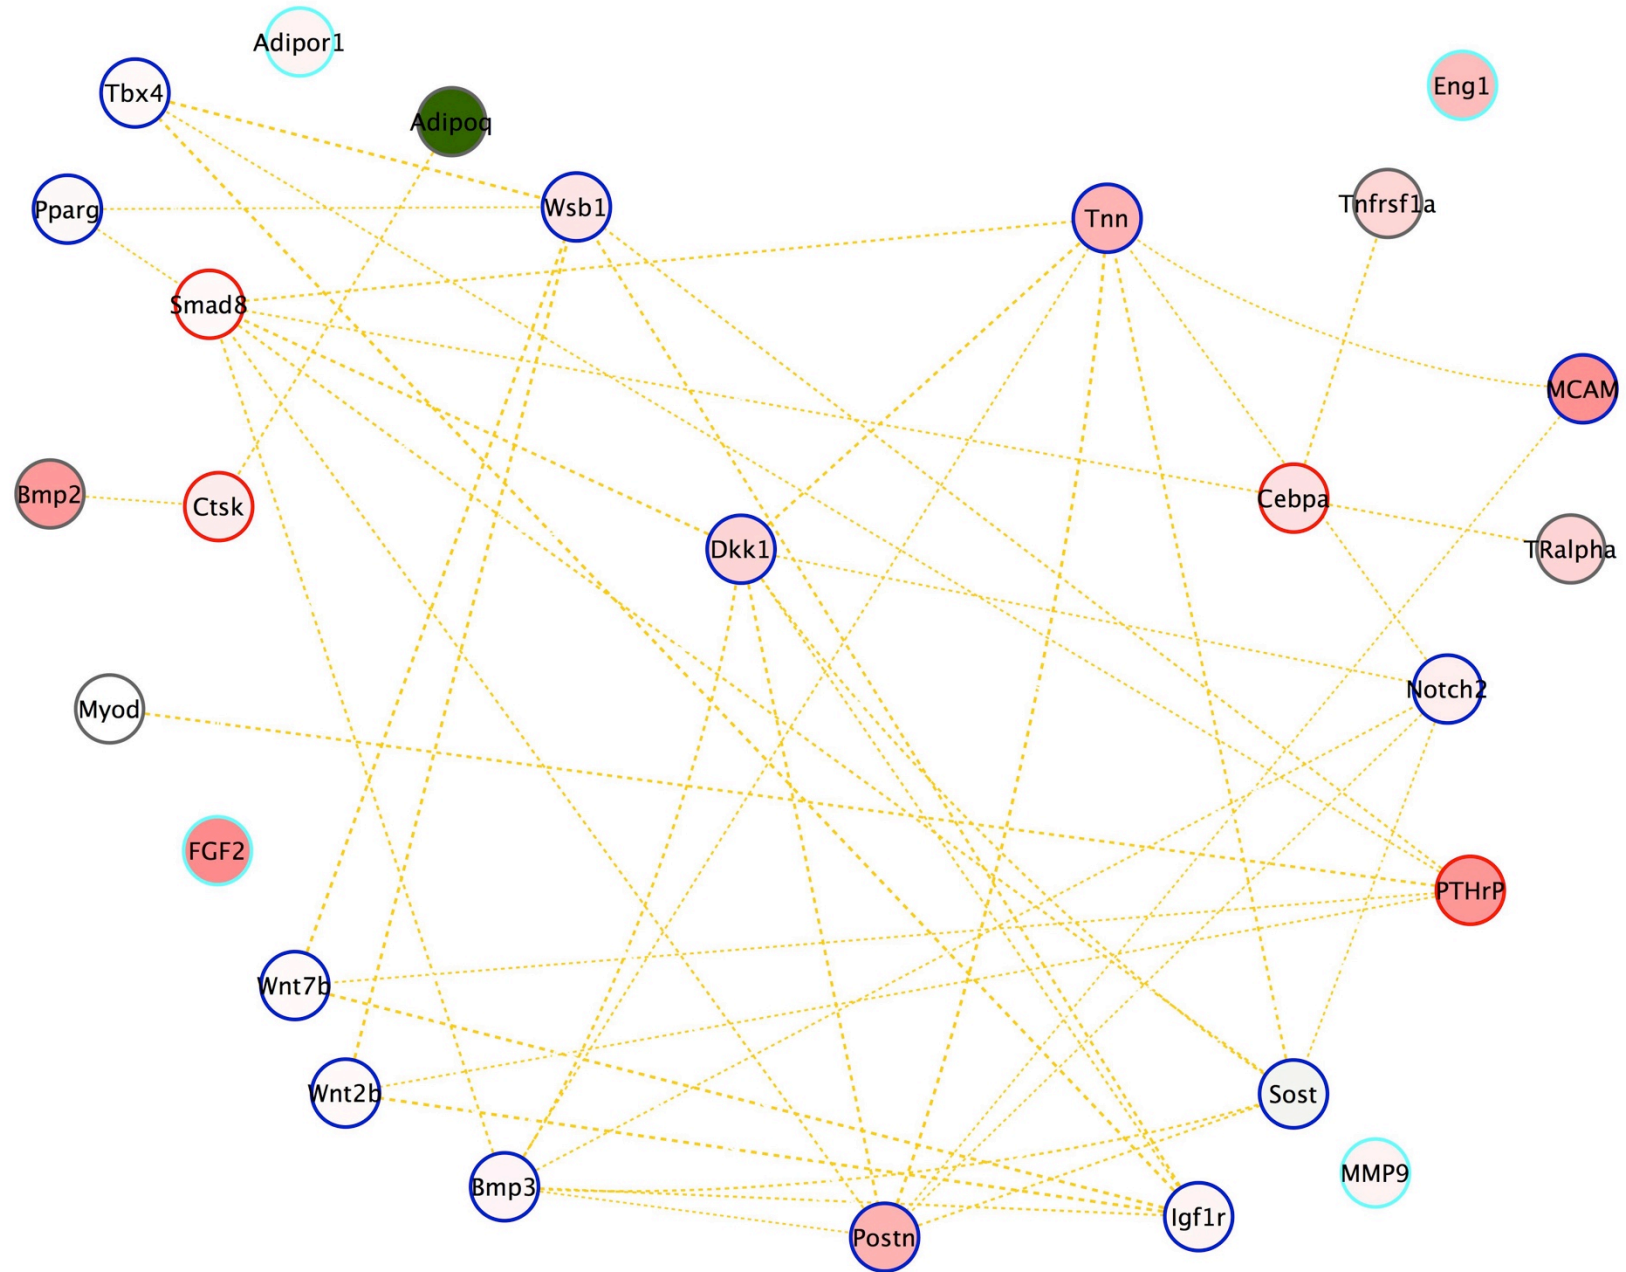 Adipor1
Eng1
Tbx4
Adipoq
Tnfrsf1a
Wsb1
Pparg
Tnn
Smad8
MCAM
Bmp2
Cebpa
Ctsk
Dkk1
TRalpha
Notch2
Myod
FGF2
PTHrP
Wnt7b
Wnt2b
Sost
MMP9
Bmp3
Igf1r
Postn